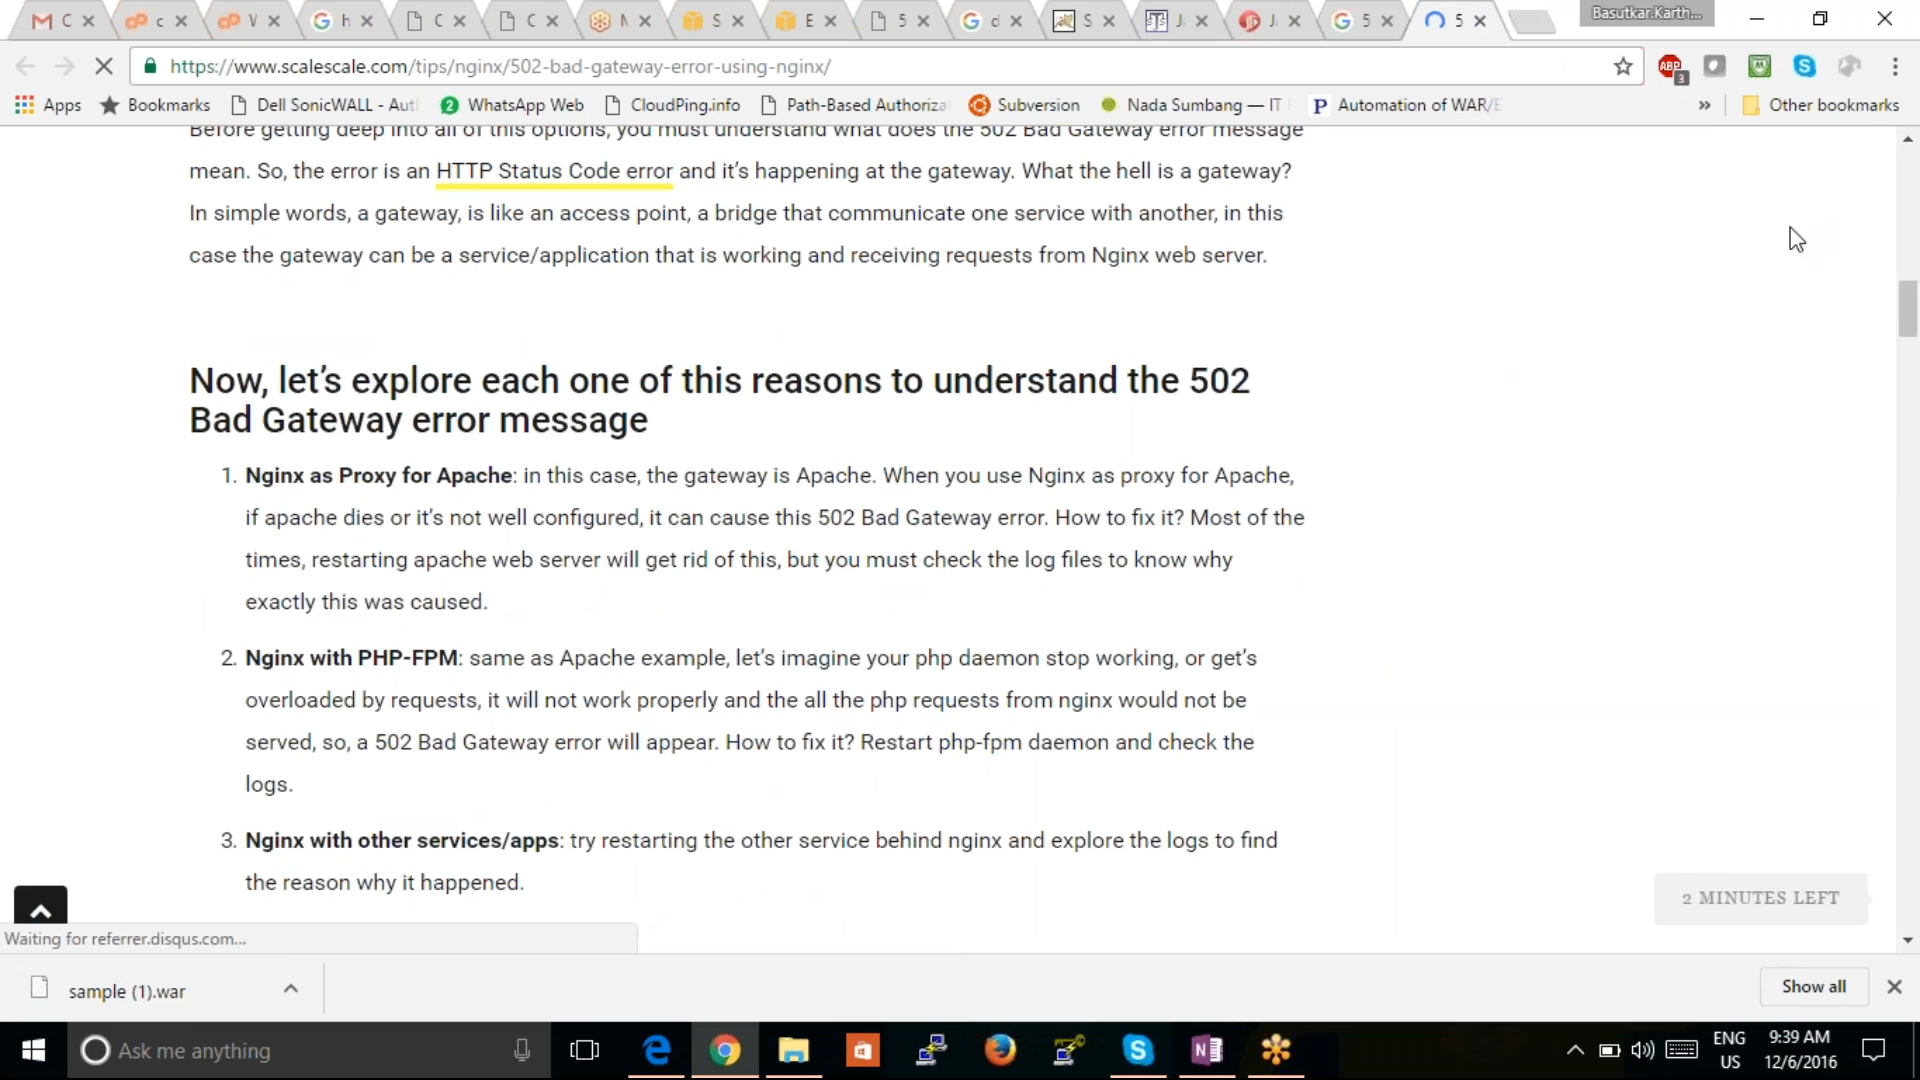 M C
cP c
cP V
G h
C
C
M
S
E
5
G c
S
J
J
G 5
5
Basutkar.Karth...
https://www.scalescale.com/tips/nginx/502-bad-gateway-error-using-nginx/
ABP 3
Apps Bookmarks Dell SonicWALL - Aut 2 WhatsApp Web CloudPing.info Path-Based Authoriza Subversion Nada Sumbang — IT P Automation of WAR/E » Other bookmarks
Before getting deep into all of this options, you must understand what does the 502 Bad Gateway error message
mean. So, the error is an HTTP Status Code error and it's happening at the gateway. What the hell is a gateway?
In simple words, a gateway, is like an access point, a bridge that communicate one service with another, in this
case the gateway can be a service/application that is working and receiving requests from Nginx web server.
Now, let's explore each one of this reasons to understand the 502
Bad Gateway error message
1. Nginx as Proxy for Apache: in this case, the gateway is Apache. When you use Nginx as proxy for Apache,
if apache dies or it's not well configured, it can cause this 502 Bad Gateway error. How to fix it? Most of the
times, restarting apache web server will get rid of this, but you must check the log files to know why
exactly this was caused.
2. Nginx with PHP-FPM: same as Apache example, let's imagine your php daemon stop working, or get's
overloaded by requests, it will not work properly and the all the php requests from nginx would not be
served, so, a 502 Bad Gateway error will appear. How to fix it? Restart php-fpm daemon and check the
logs.
3. Nginx with other services/apps: try restarting the other service behind nginx and explore the logs to find
the reason why it happened.
2 MINUTES LEFT
Waiting for referrer.disqus.com...
sample (1).war
Show all
Ask me anything
ENG
US
9:39 AM
12/6/2016